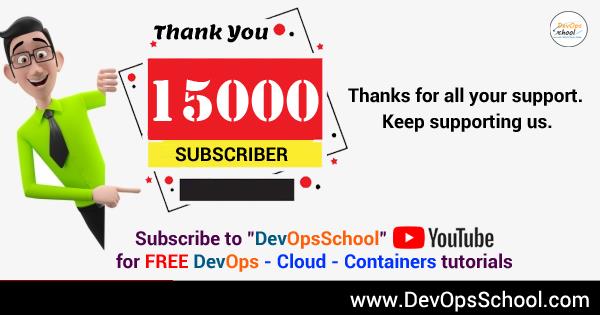 Thank You
DevOps
School
15000
SUBSCRIBER
Thanks for all your support.
Keep supporting us.
Subscribe to "DevOpsSchool" YouTube
for FREE DevOps - Cloud - Containers tutorials
www.DevOpsSchool.com